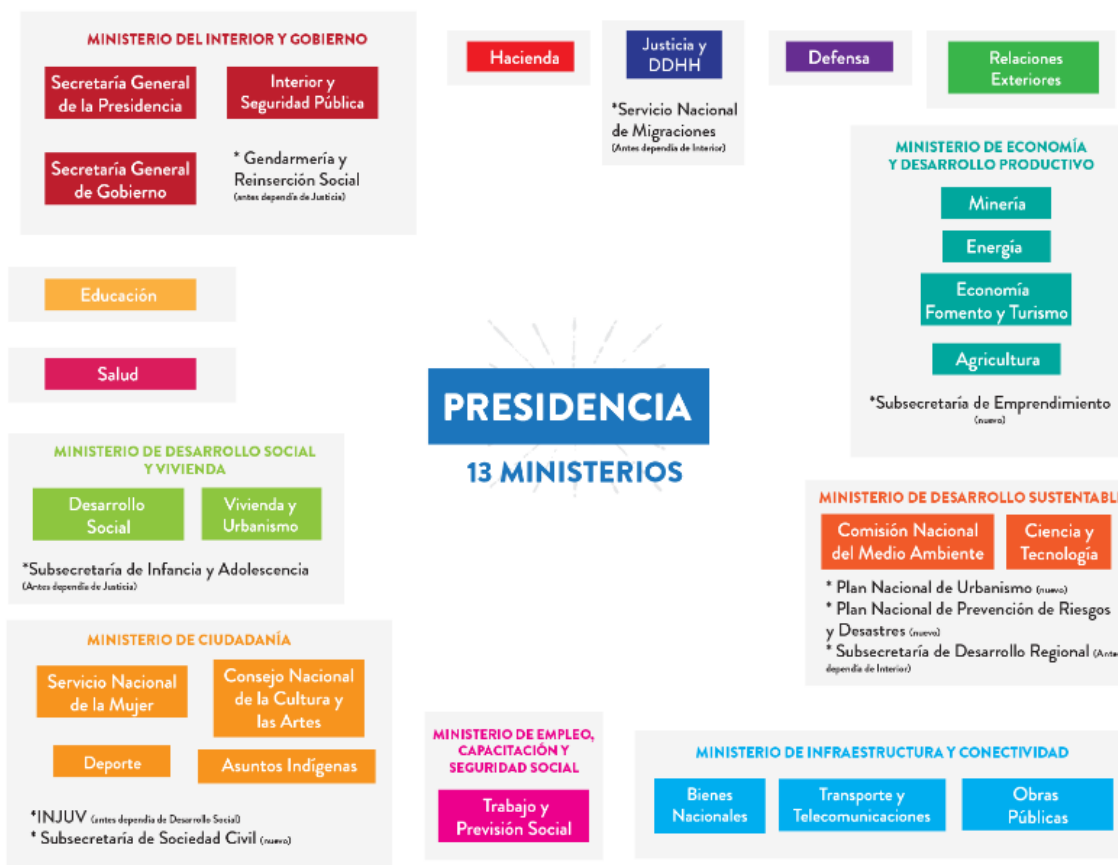 MINISTERIO DEL INTERIOR Y GOBIERNO
Secretaría General
de la Presidencia
Interior y
Seguridad Pública
Secretaría General
de Gobierno
* Gendarmería y
Reinserción Social
(antes dependía de Justicia)
Hacienda
Justicia y
DDHH
*Servicio Nacional
de Migraciones
(Antes dependía de Interior)
Defensa
Relaciones
Exteriores
MINISTERIO DE ECONOMÍA
Y DESARROLLO PRODUCTIVO
Minería
Energía
Economía
Fomento y Turismo
Agricultura
*Subsecretaría de Emprendimiento
(nuevo)
Educación
Salud
PRESIDENCIA
13 MINISTERIOS
MINISTERIO DE DESARROLLO SOCIAL
Y VIVIENDA
Desarrollo
Social
Vivienda y
Urbanismo
*Subsecretaría de Infancia y Adolescencia
(Antes dependía de Justicia)
MINISTERIO DE DESARROLLO SUSTENTABL
Comisión Nacional
del Medio Ambiente
Ciencia y
Tecnología
* Plan Nacional de Urbanismo (nuevo)
* Plan Nacional de Prevención de Riesgos
y Desastres (nuevo)
* Subsecretaría de Desarrollo Regional (Ante
dependía de Interior)
MINISTERIO DE CIUDADANÍA
Servicio Nacional
de la Mujer
Consejo Nacional
de la Cultura y
las Artes
Deporte
Asuntos Indígenas
*INJUV (antes dependía de Desarrollo Social)
* Subsecretaría de Sociedad Civil (nuevo)
MINISTERIO DE EMPLEO,
CAPACITACIÓN Y
SEGURIDAD SOCIAL
Trabajo y
Previsión Social
MINISTERIO DE INFRAESTRUCTURA Y CONECTIVIDAD
Bienes
Nacionales
Transporte y
Telecomunicaciones
Obras
Públicas